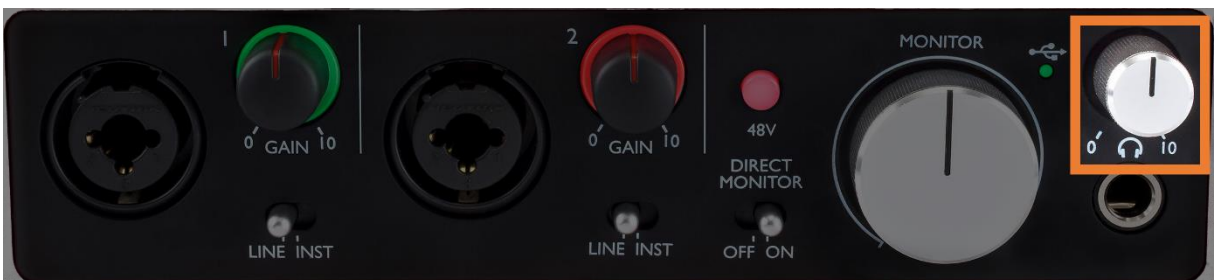 1
0 GAIN 10
LINE INST
2
0 GAIN 10
LINE INST
48V
DIRECT
MONITOR
OFF ON
MONITOR
0 10